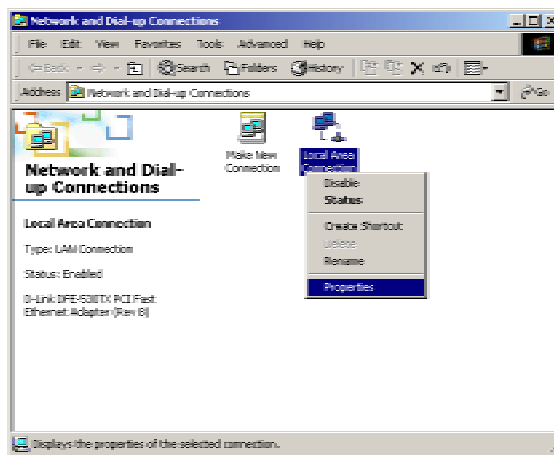 Network and Dial-up Connections
File Edit View Favorites Tools Advanced Help
Back Search Folders History
Address Network and Dial-up Connections Go
Network and Dial-
up Connections
Local Area Connection
Type: LAN Connection
Status: Enabled
D-Link DFE-530TX PCI Fast
Ethernet Adapter (Rev B)
Make New
Connection
Local Area
Connection
Disable
Status
Create Shortcut
Delete
Rename
Properties
Displays the properties of the selected connection.